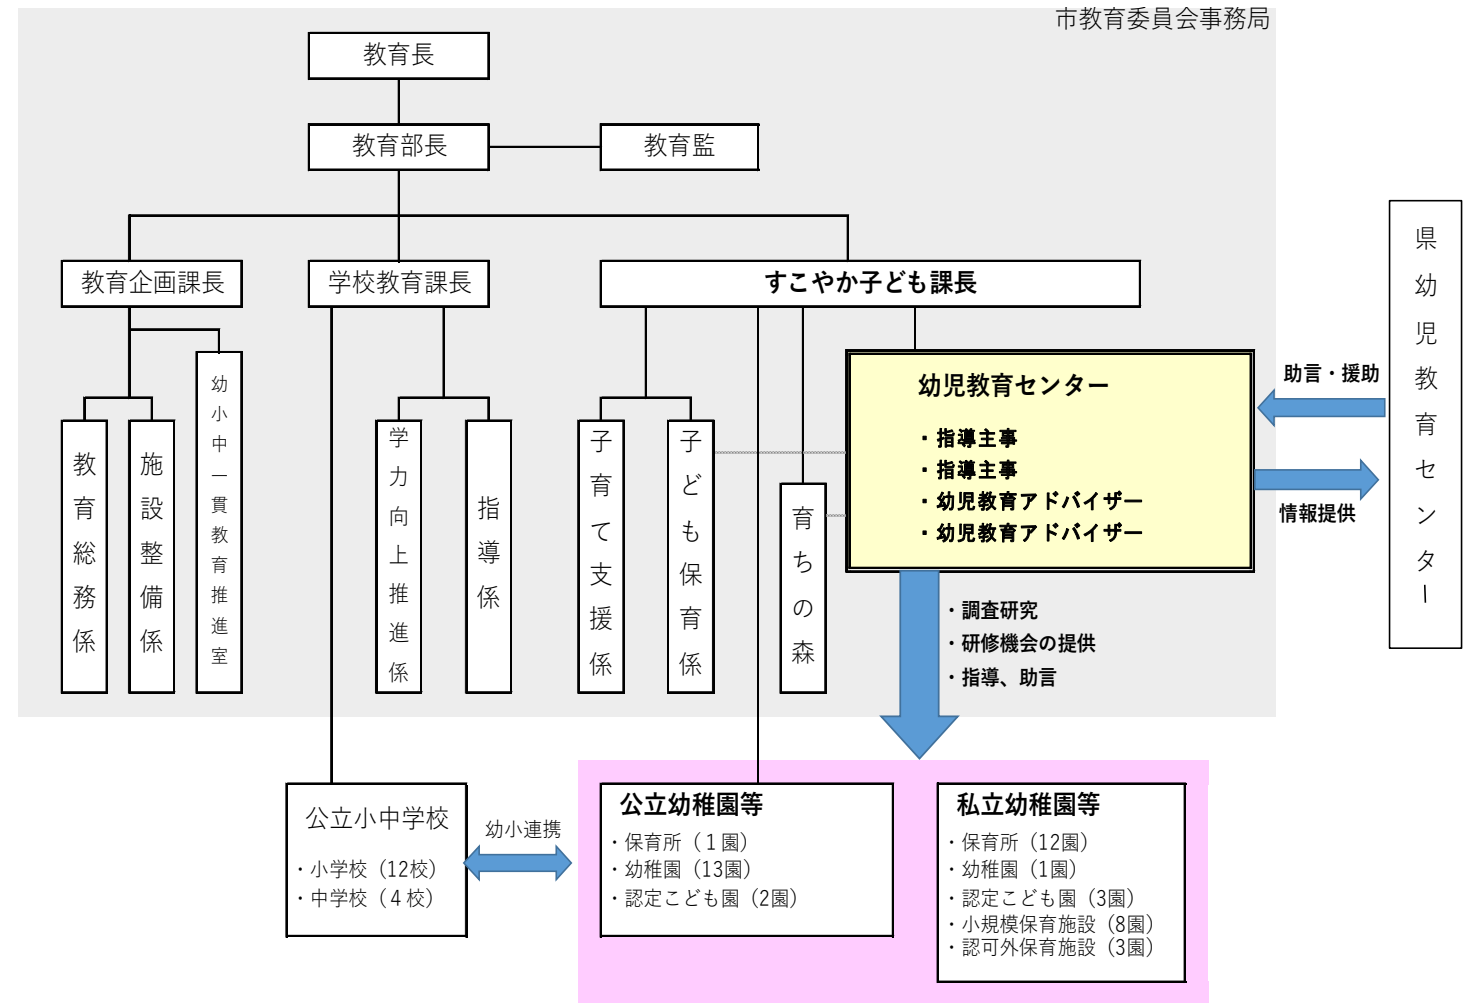 市教育委員会事務局
教育長
教育部長
教育監
教育企画課長
学校教育課長
すこやか子ども課長
教育総務係
施設整備係
幼小中一貫教育推進室
学力向上推進係
指導係
子育て支援係
子ども保育係
育ちの森
幼児教育センター
・指導主事
・指導主事
・幼児教育アドバイザー
・幼児教育アドバイザー
助言・援助
情報提供
県幼児教育センター
・調査研究
・研修機会の提供
・指導、助言
公立小中学校
・小学校（12校）
・中学校（４校）
幼小連携
公立幼稚園等
・保育所（１園）
・幼稚園（13園）
・認定こども園（2園）
私立幼稚園等
・保育所（12園）
・幼稚園（1園）
・認定こども園（3園）
・小規模保育施設（8園）
・認可外保育施設（3園）